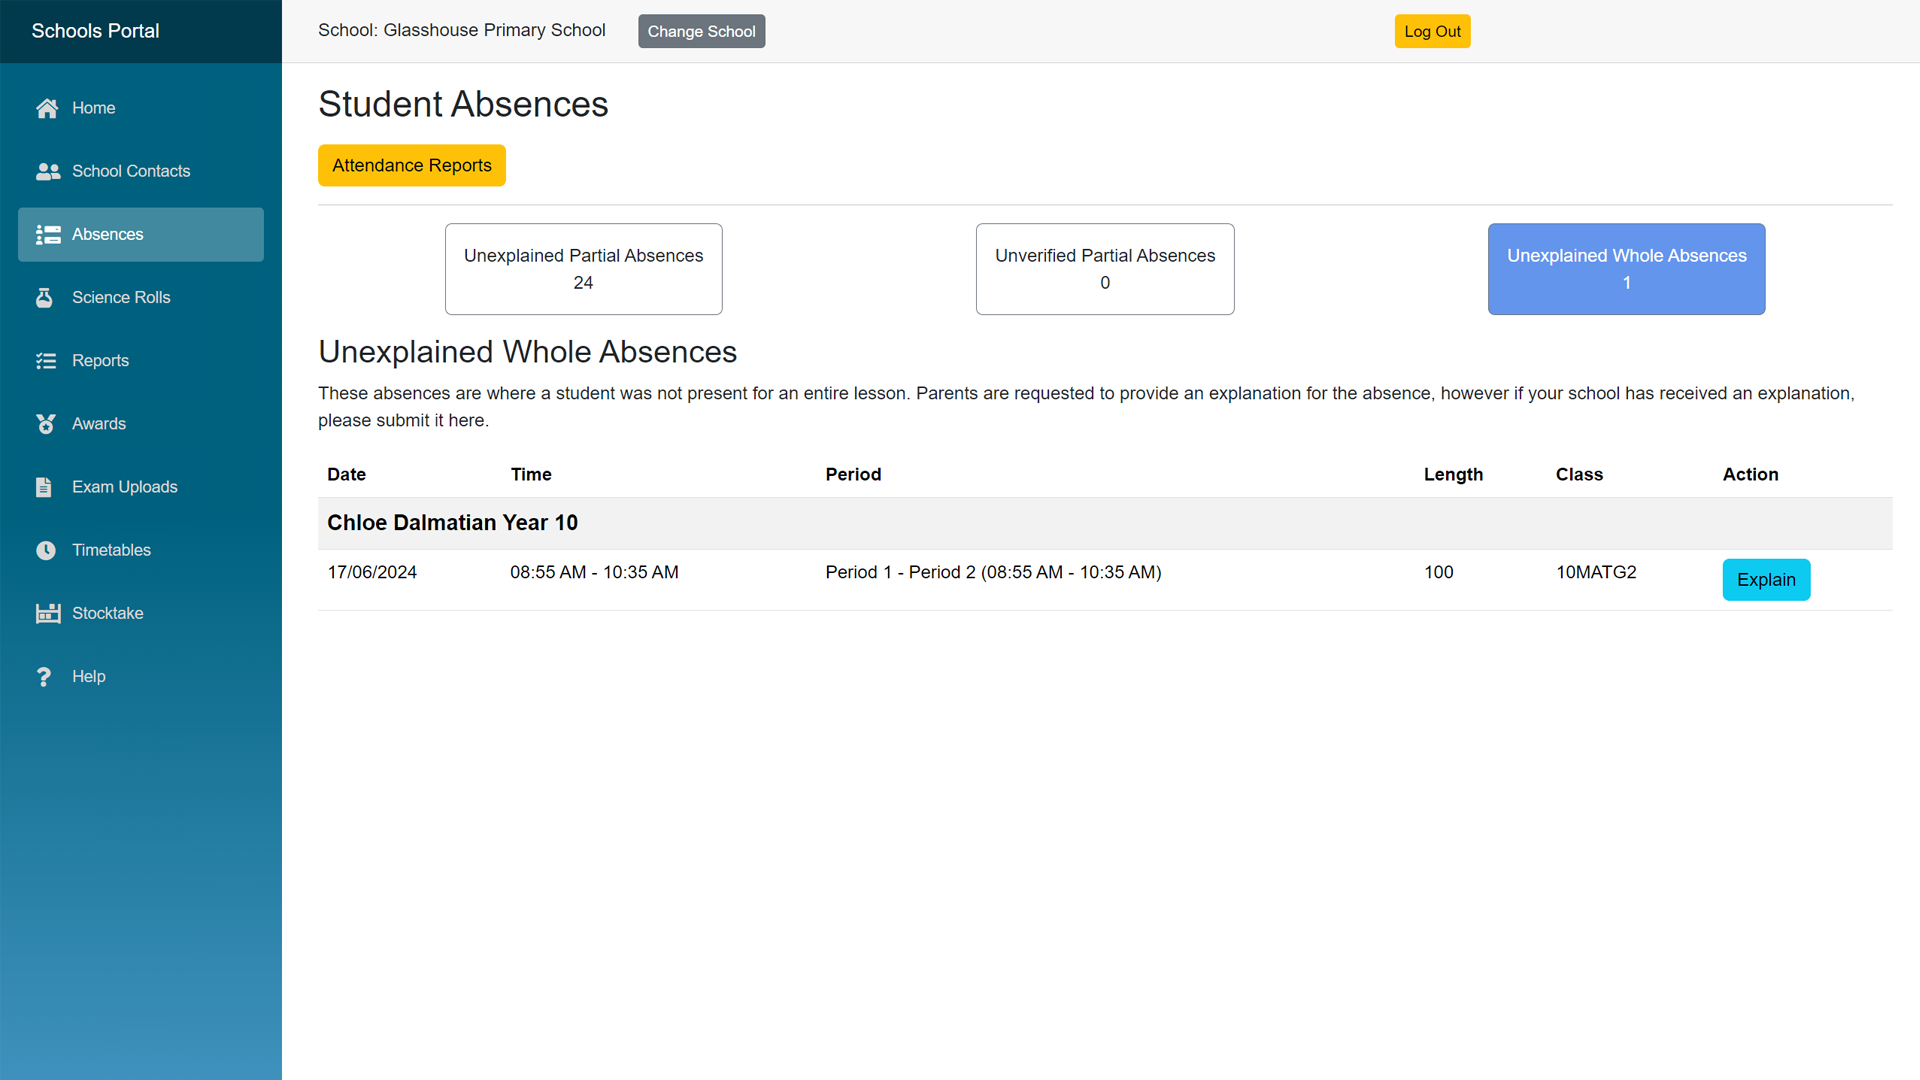 Schools Portal
School: Glasshouse Primary School
Change School
Log Out
Home
School Contacts
Absences
Science Rolls
Reports
Awards
Exam Uploads
Timetables
Stocktake
Help
Student Absences
Attendance Reports
Unexplained Partial Absences
24
Unverified Partial Absences
0
Unexplained Whole Absences
1
Unexplained Whole Absences
These absences are where a student was not present for an entire lesson. Parents are requested to provide an explanation for the absence, however if your school has received an explanation,
please submit it here.
Date Time Period Length Class Action
Chloe Dalmatian Year 10
17/06/2024 08:55 AM - 10:35 AM Period 1 - Period 2 (08:55 AM - 10:35 AM) 100 10MATG2 Explain